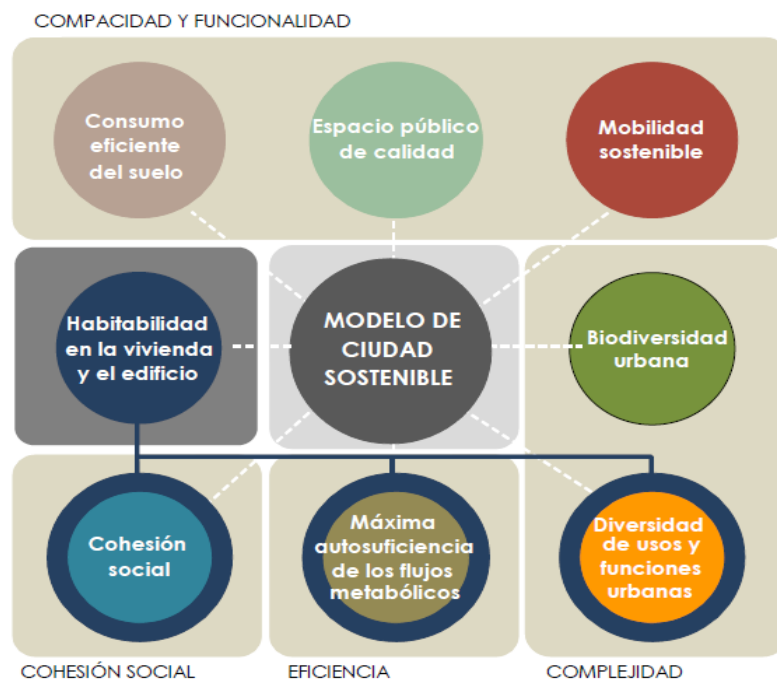 COMPACIDAD Y FUNCIONALIDAD
Consumo
eficiente
del suelo
Espacio público
de calidad
Mobilidad
sostenible
Habitabilidad
en la vivienda
y el edificio
MODELO DE
CIUDAD
SOSTENIBLE
Biodiversidad
urbana
Cohesión
social
Máxima
autosuficiencia
de los flujos
metabólicos
Diversidad
de usos y
funciones
urbanas
COHESIÓN SOCIAL
EFICIENCIA
COMPLEJIDAD